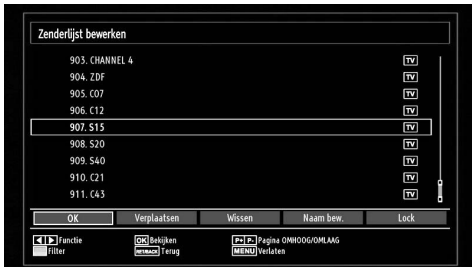 Zenderlijst bewerken
903. CHANNEL 4 TV
904. ZDF TV
905. C07 TV
906. C12 TV
907. S15 TV
908. S20 TV
909. S40 TV
910. C21 TV
911. C43 TV
OK Verplaatsen Wissen Naam bew. Lock
Functie OK Bekijken P+ P- Pagina OMHOOG/OMLAAG
Filter RET/BACK Terug MENU Verlaten